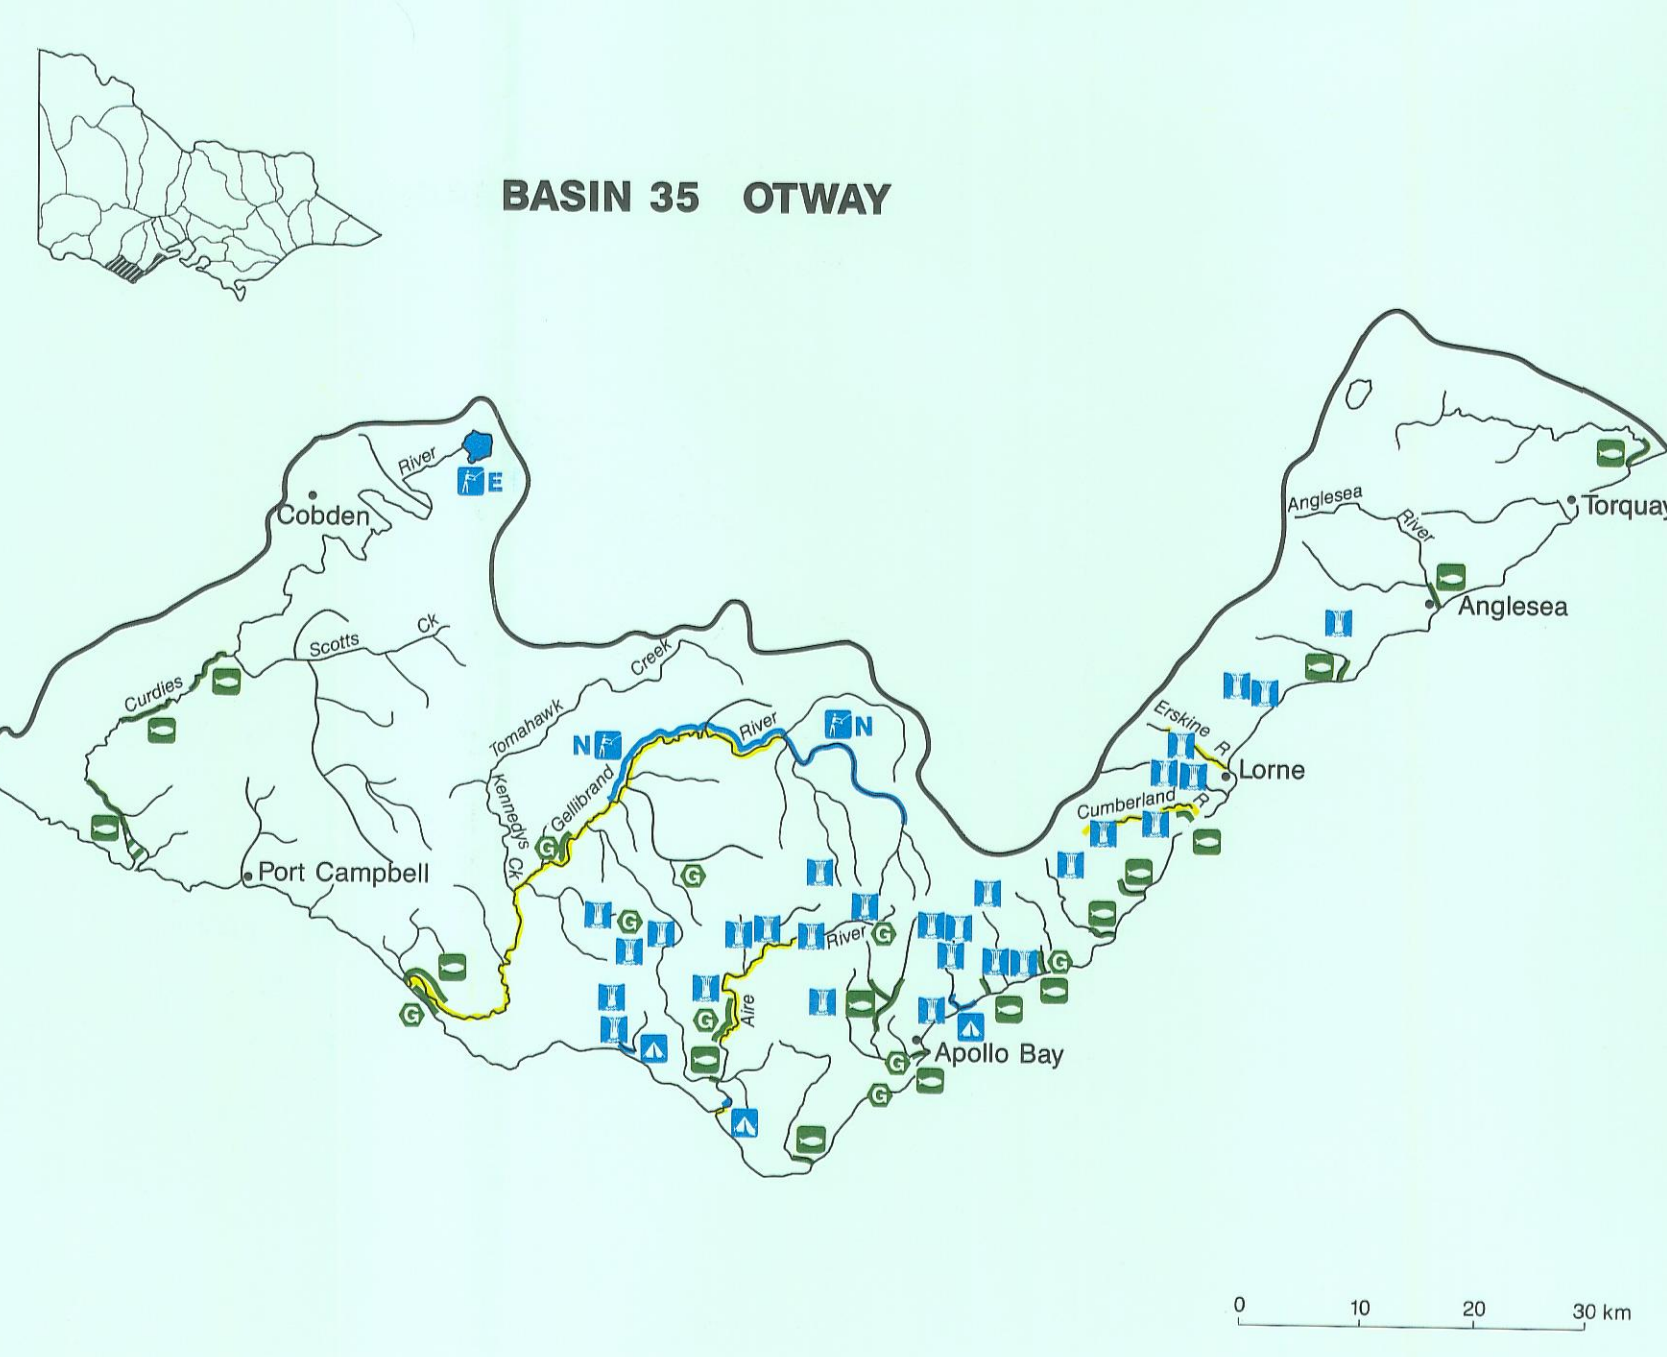 BASIN 35 OTWAY
River
E
Cobden
Anglesea
River
Torquay
Anglesea
Scotts
Ck
Creek
Curdies
Tomahawk
Erskine R
N
River
N
Lorne
Kennedys
Ck
Gellibrand
Cumberland
R
G
Port Campbell
G
G
River
G
G
Aire
G
G
Apollo Bay
G
G
0
10
20
30 km